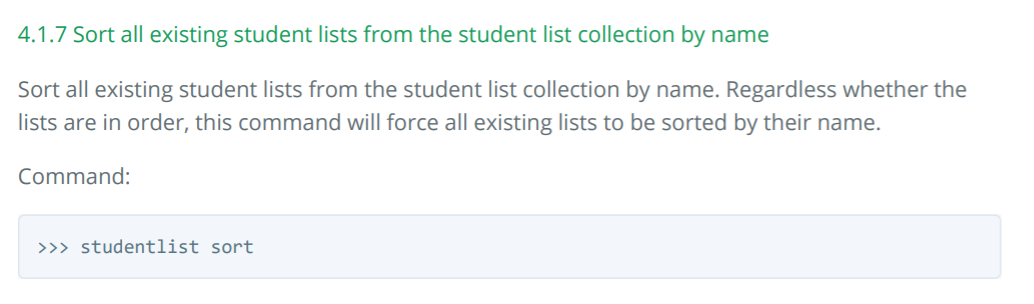 4.1.7 Sort all existing student lists from the student list collection by name
Sort all existing student lists from the student list collection by name. Regardless whether the
lists are in order, this command will force all existing lists to be sorted by their name.
Command:
>>> studentlist sort